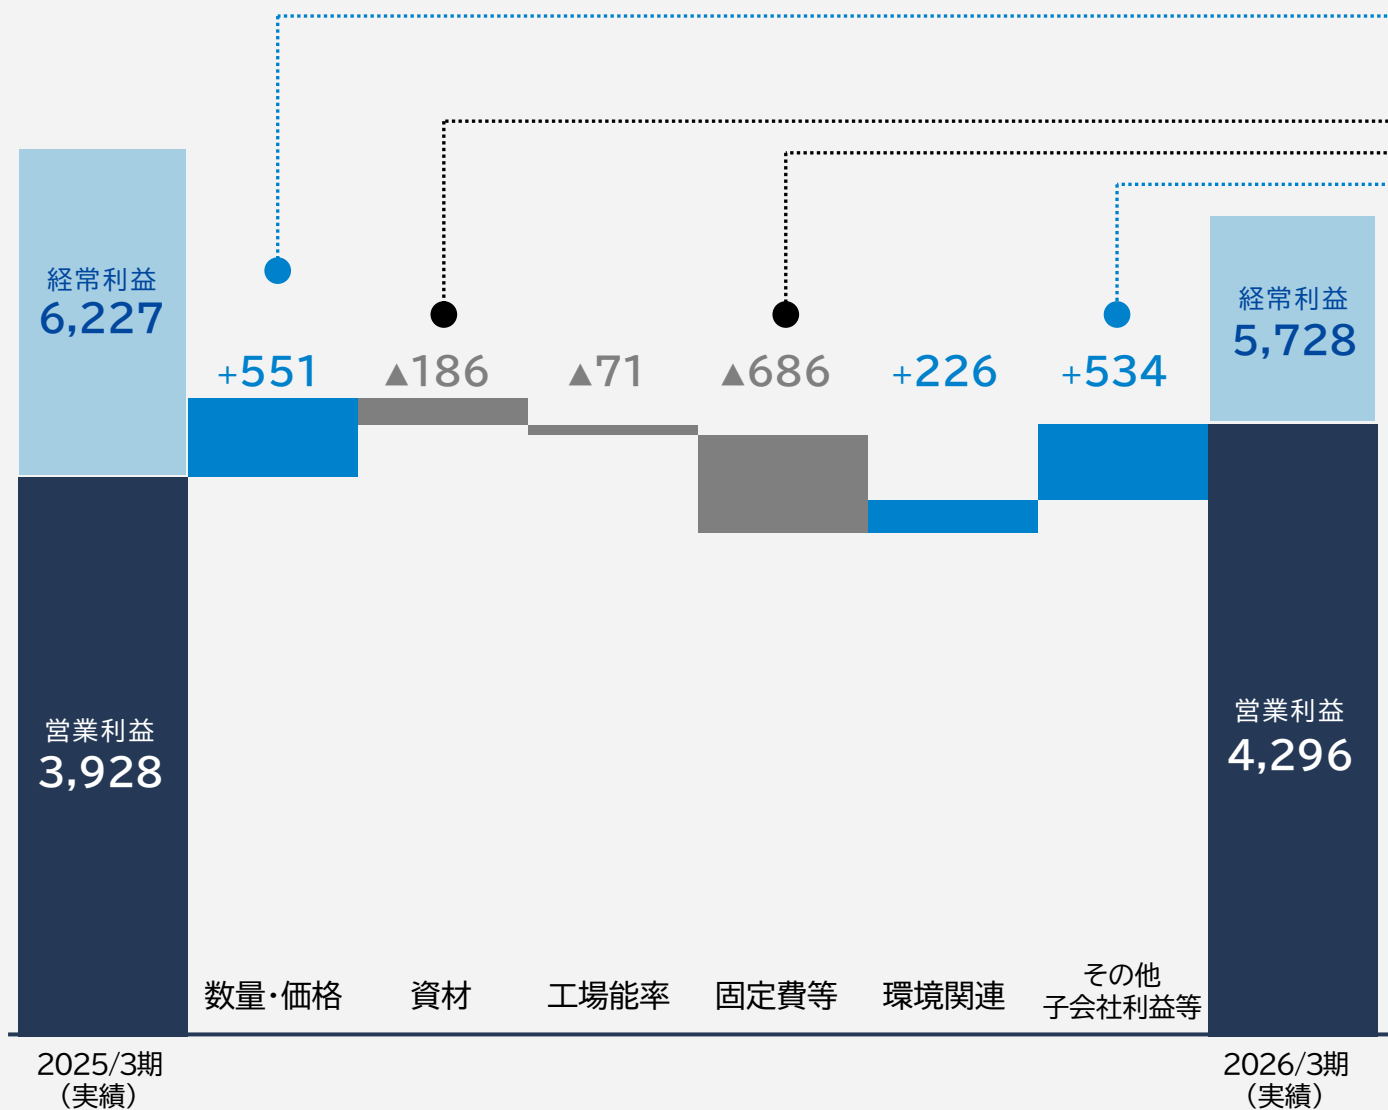 経常利益
6,227
経常利益
5,728
+551
▲186
▲71
▲686
+226
+534
営業利益
3,928
営業利益
4,296
数量・価格
資材
工場能率
固定費等
環境関連
その他
子会社利益等
2025/3期
（実績）
2026/3期
（実績）